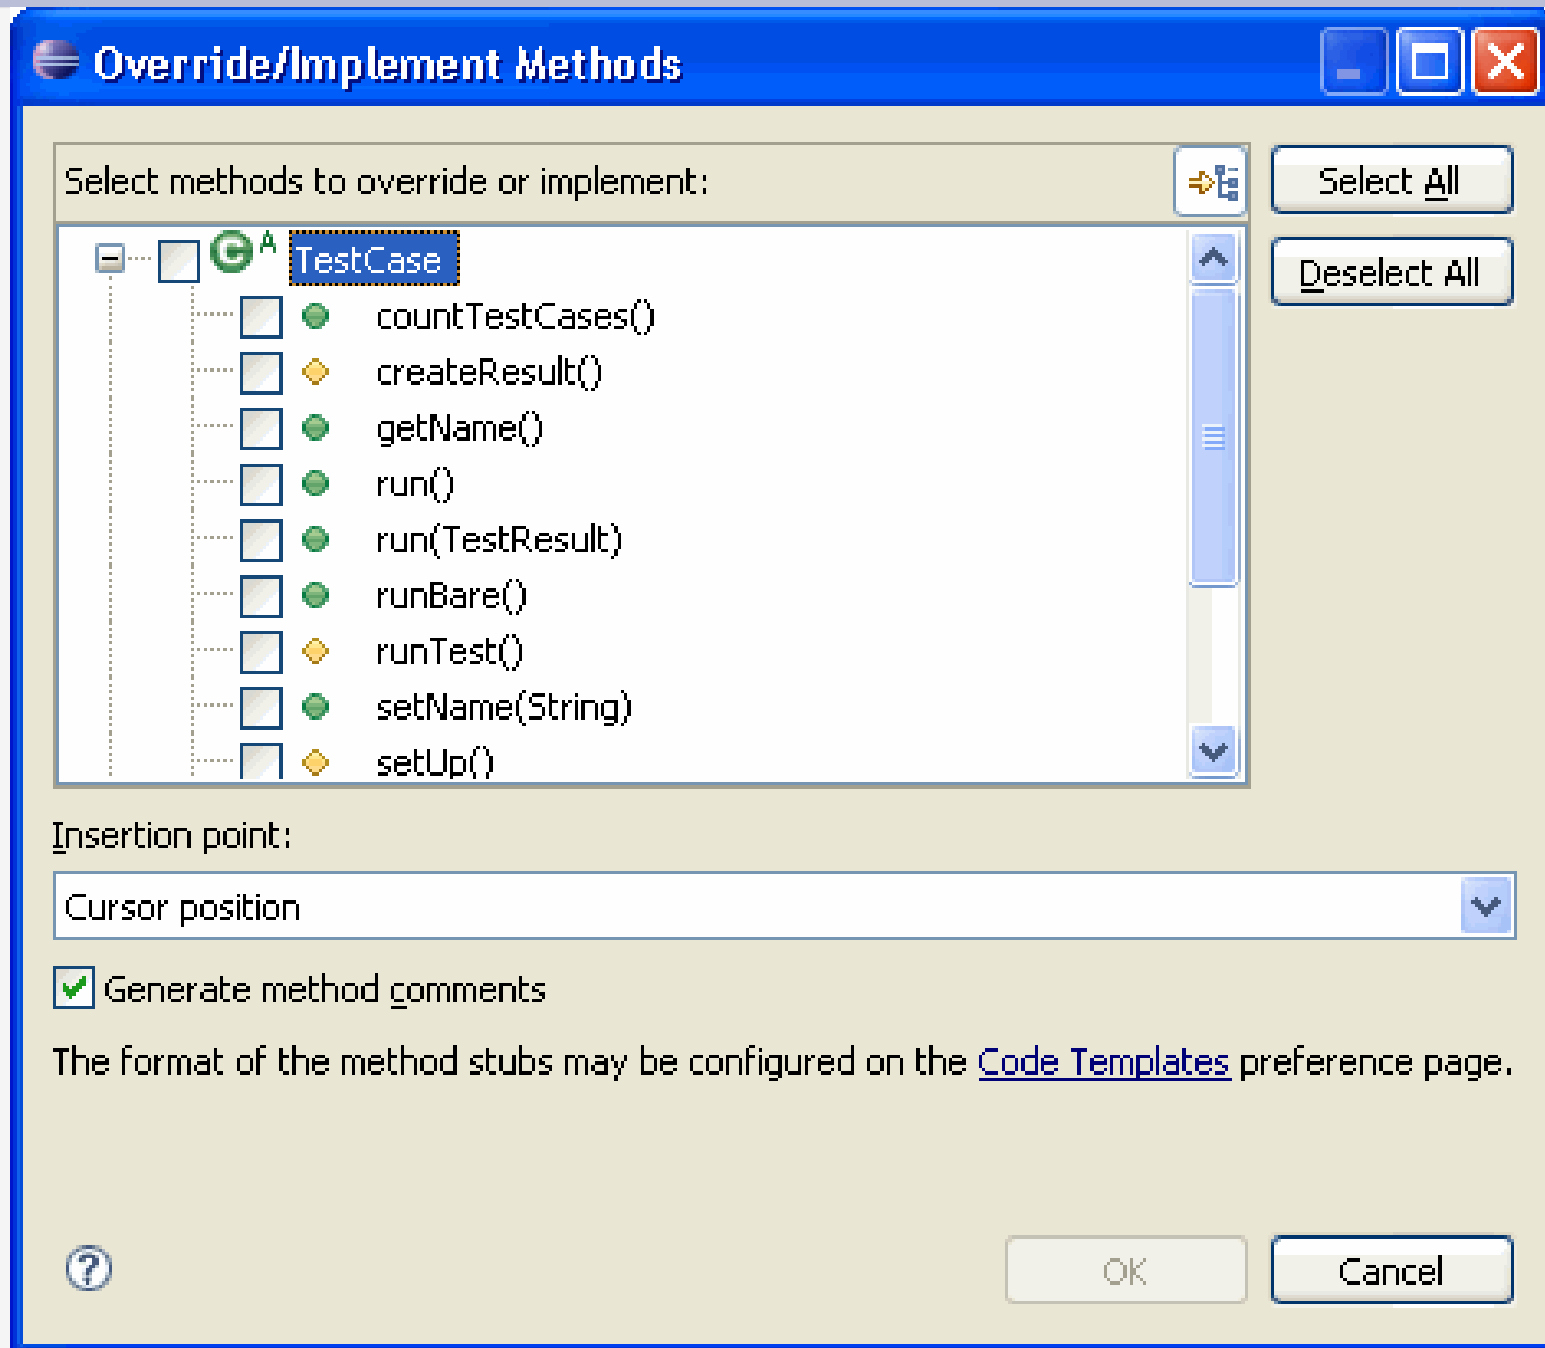 Override/Implement Methods
Select methods to override or implement:
Select All
Deselect All
C A TestCase
countTestCases()
createResult()
getName()
run()
run(TestResult)
runBare()
runTest()
setName(String)
setUp()
Insertion point:
Cursor position
Generate method comments
The format of the method stubs may be configured on the Code Templates preference page.
?
OK
Cancel